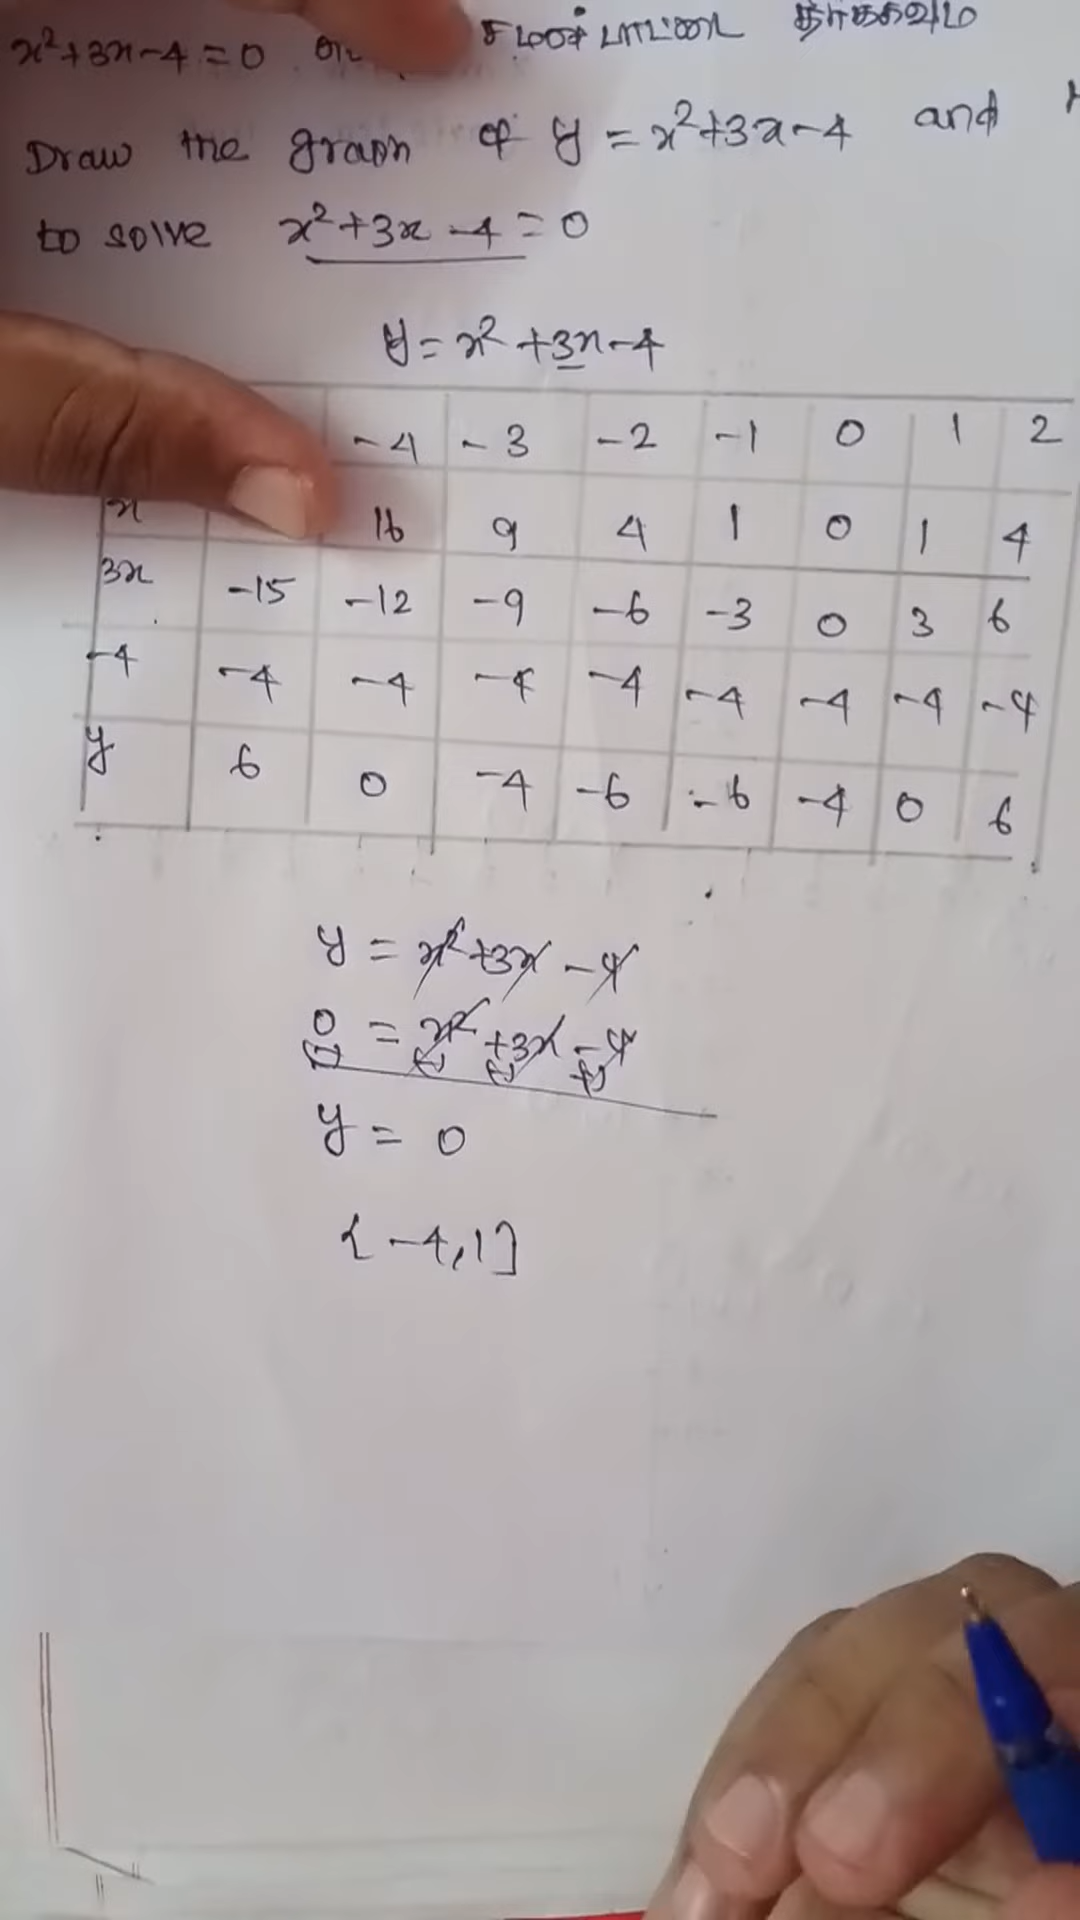 x²+3x-4=0 சமன்பாட்டை தீர்க்கவும்
Draw the graph of y = x²+3x-4 and
to solve x²+3x-4=0
y = x²+3x-4
-4 -3 -2 -1 0 1 2
x 16 9 4 1 0 1 4
3x -15 -12 -9 -6 -3 0 3 6
-4 -4 -4 -4 -4 -4 -4 -4 -4
y 6 0 -4 -6 -6 -4 0 6
y = x²+3x-4
0 = x²+3x-4
(-) (-) (-) (+)
y = 0
{-4,1]